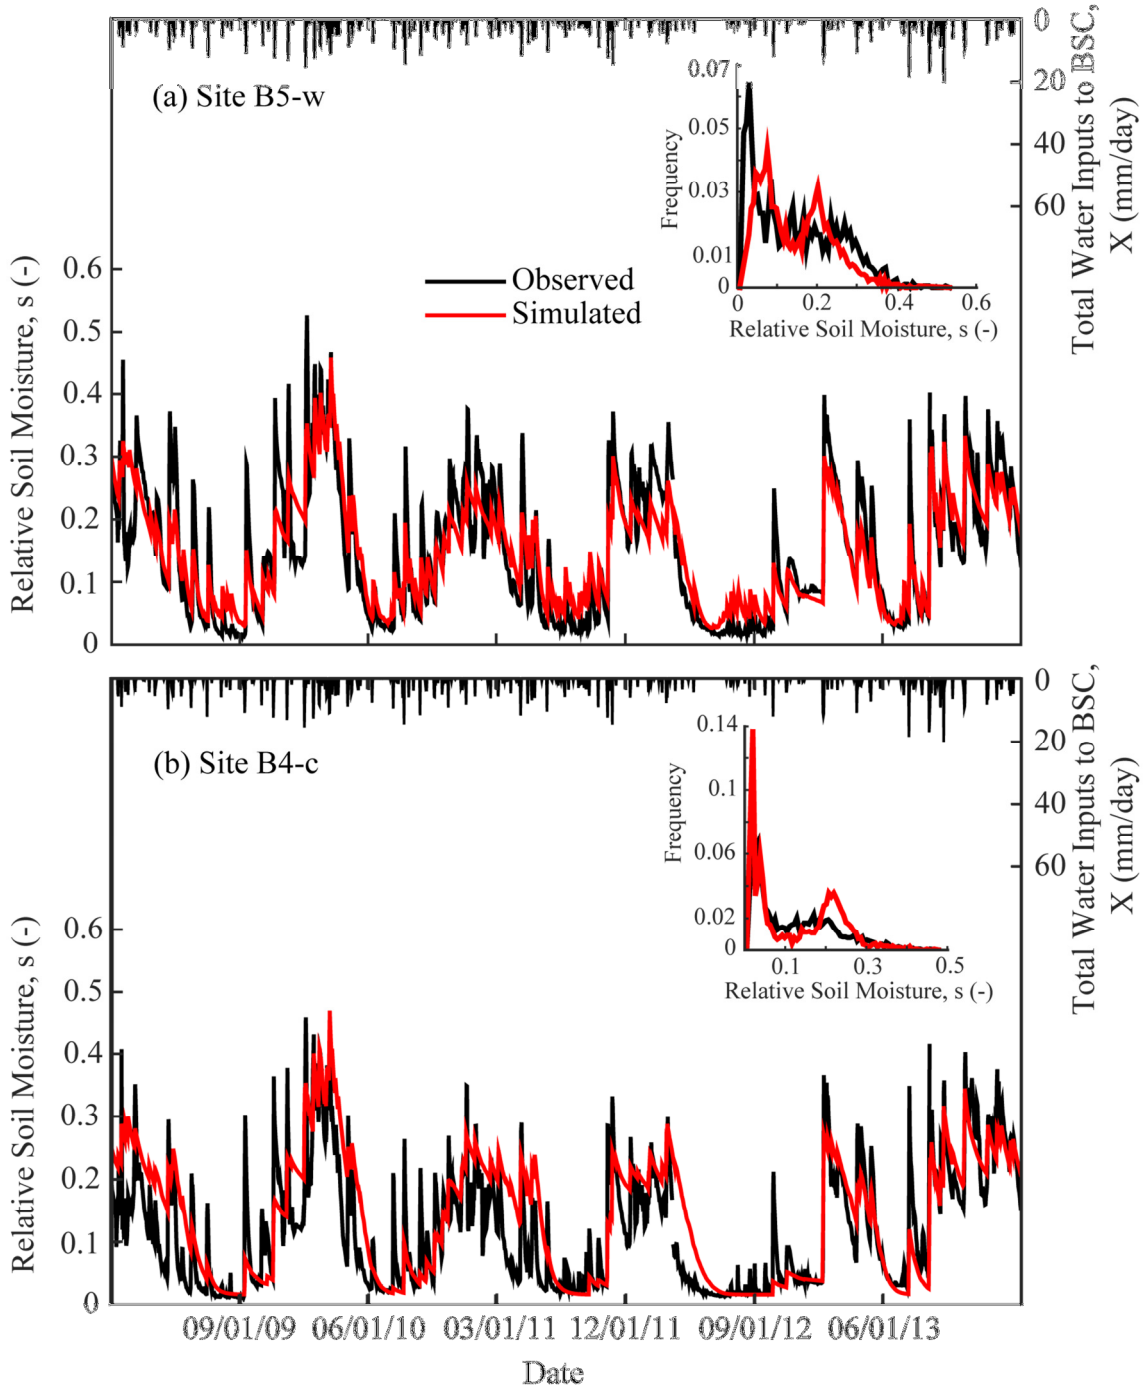 0
20
40
60
Total Water Inputs to BSC,
X (mm/day)
(a) Site B5-w
0.07
0.05
0.03
0.01
0
Frequency
0 0.2 0.4 0.6
Relative Soil Moisture, s (-)
Observed
Simulated
0.6
0.5
0.4
0.3
0.2
0.1
0
Relative Soil Moisture, s (-)
0
20
40
60
Total Water Inputs to BSC,
X (mm/day)
(b) Site B4-c
0.14
0.1
0.06
0.02
0
Frequency
0.1 0.3 0.5
Relative Soil Moisture, s (-)
0.6
0.5
0.4
0.3
0.2
0.1
0
Relative Soil Moisture, s (-)
09/01/09 06/01/10 03/01/11 12/01/11 09/01/12 06/01/13
Date